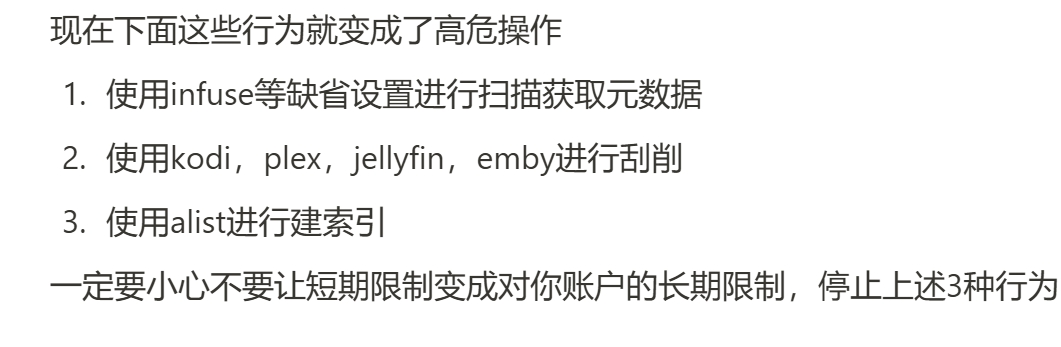 现在下面这些行为就变成了高危操作
1. 使用infuse等缺省设置进行扫描获取元数据
2. 使用kodi，plex，jellyfin，emby进行刮削
3. 使用alist进行建索引
一定要小心不要让短期限制变成对你账户的长期限制，停止上述3种行为